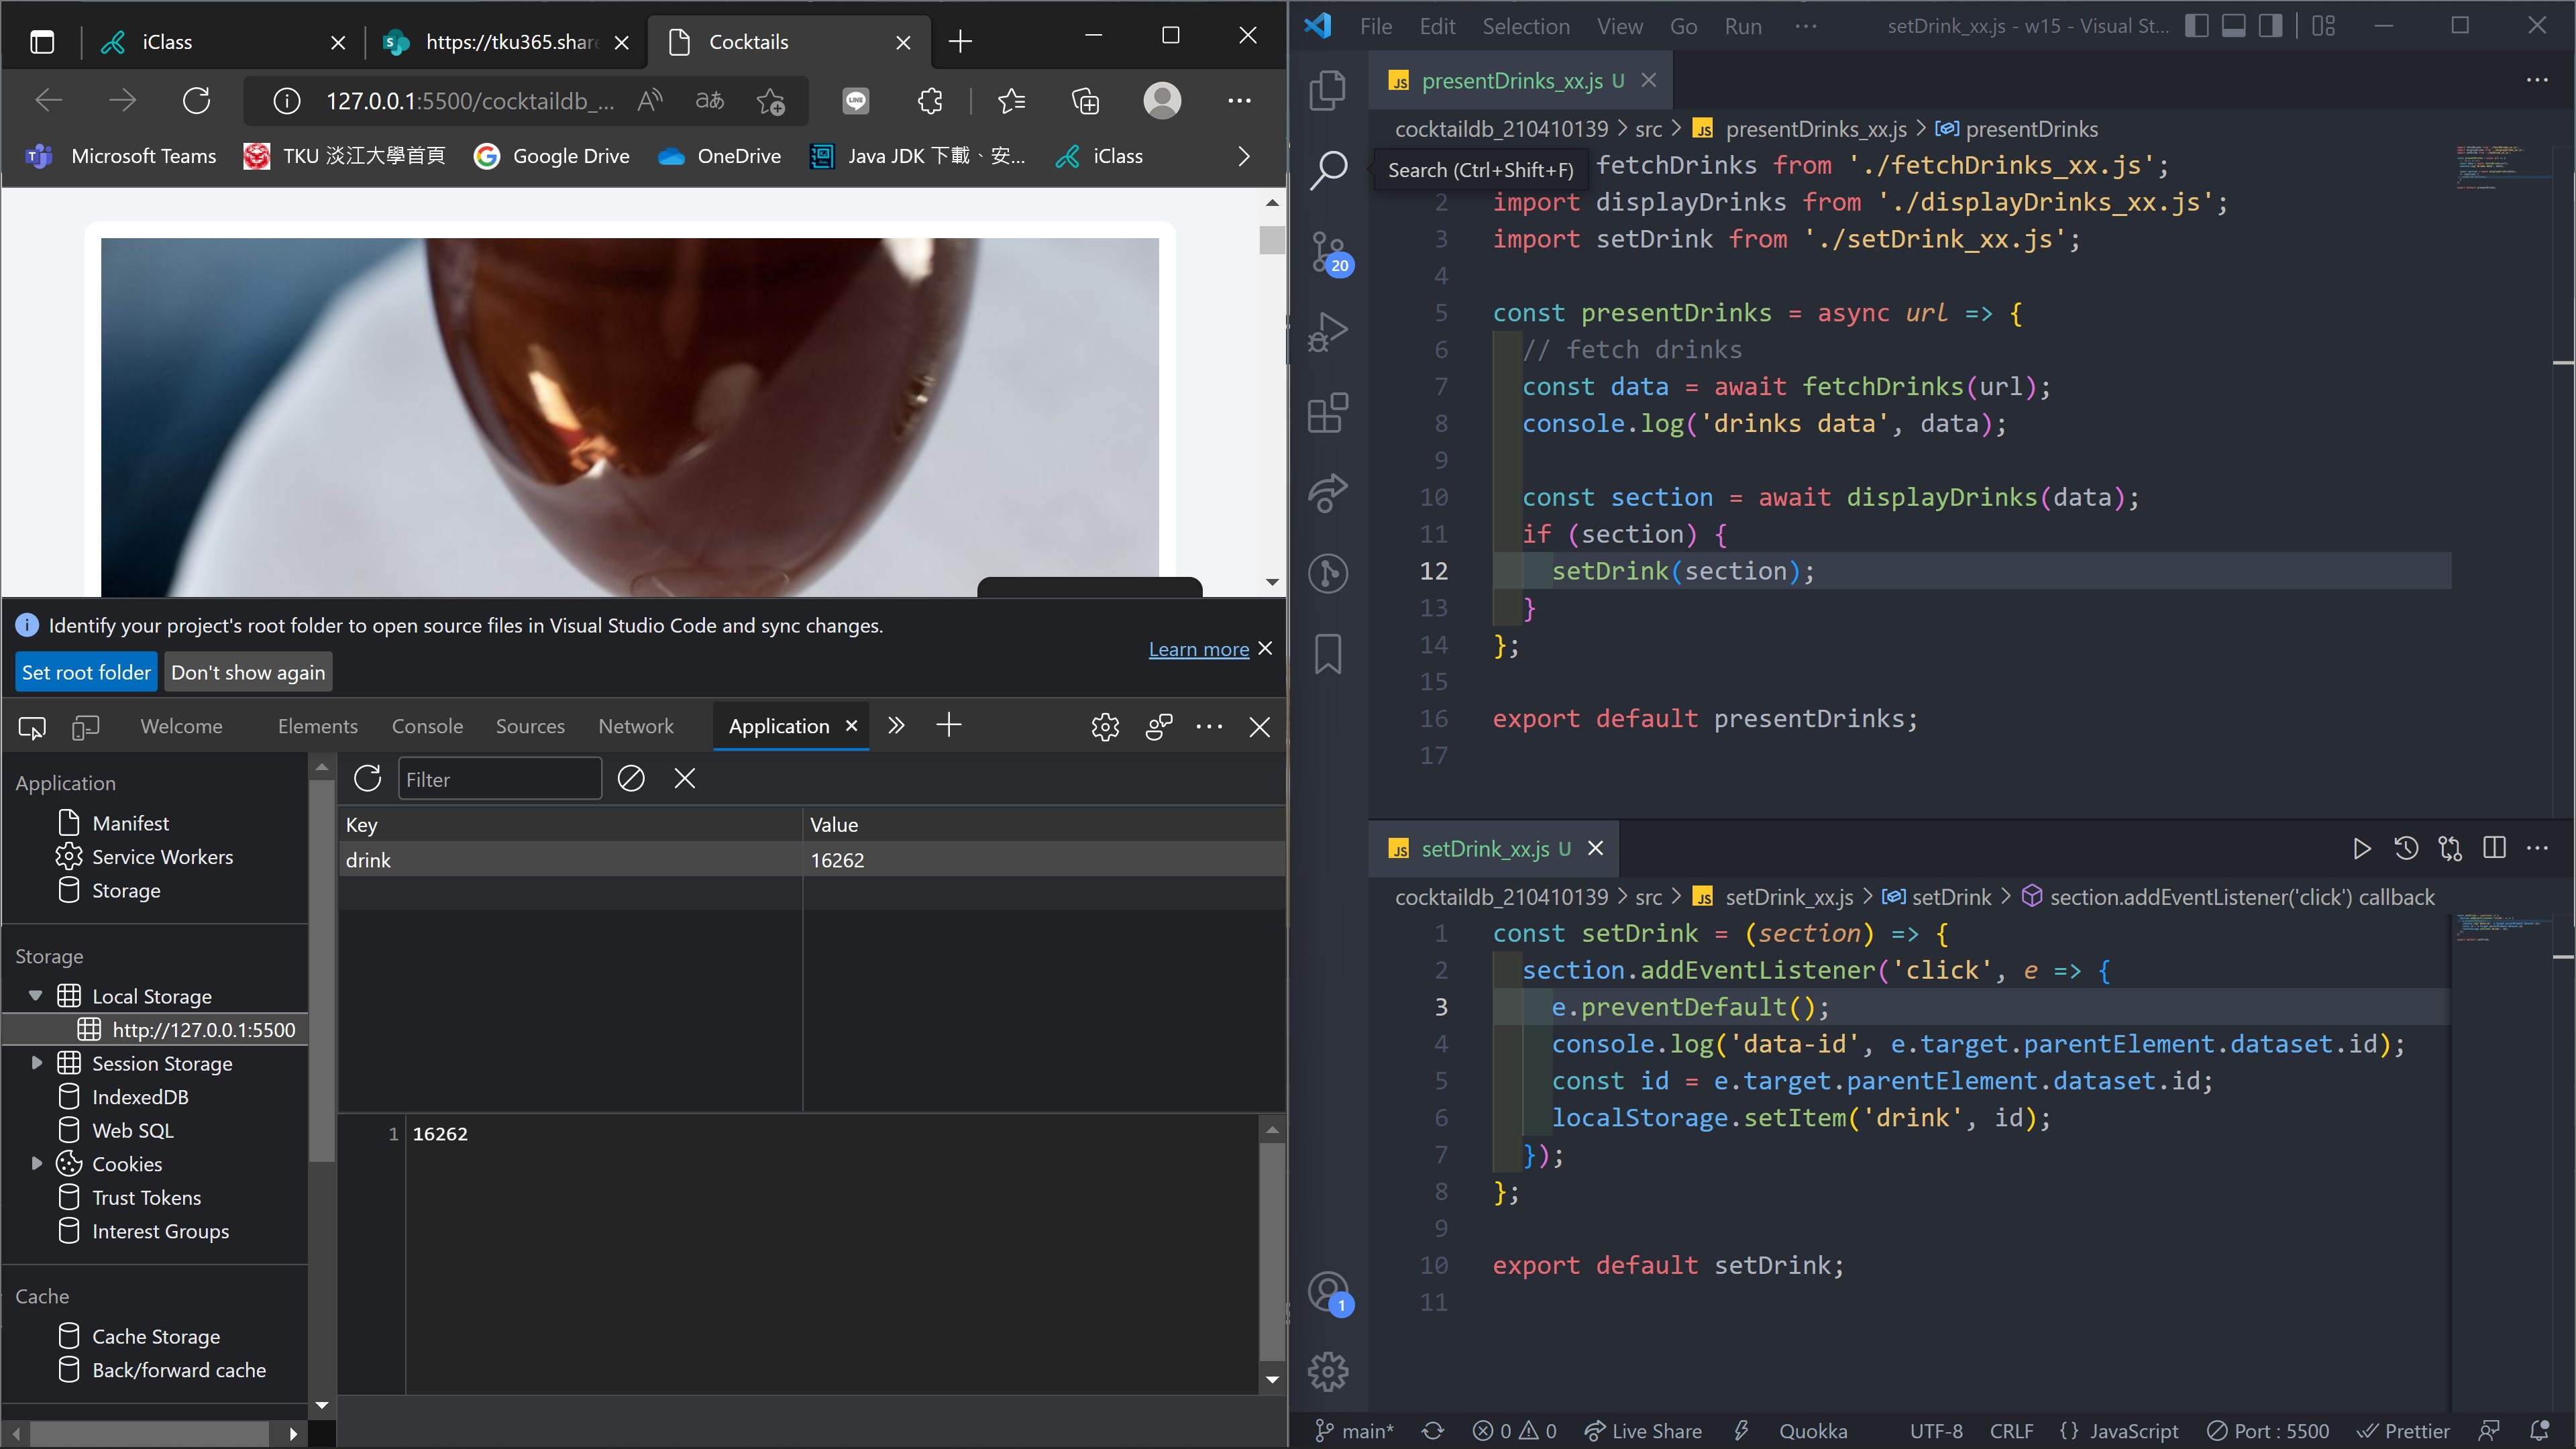 iClass
https://tku365.share
Cocktails
127.0.0.1:5500/cocktaildb_...
Microsoft Teams
TKU 淡江大學首頁
Google Drive
OneDrive
Java JDK 下載、安...
iClass
Identify your project's root folder to open source files in Visual Studio Code and sync changes.
Learn more
Set root folder
Don't show again
Welcome
Elements
Console
Sources
Network
Application
Application
Manifest
Service Workers
Storage
Storage
Local Storage
http://127.0.0.1:5500
Session Storage
IndexedDB
Web SQL
Cookies
Trust Tokens
Interest Groups
Cache
Cache Storage
Back/forward cache
Filter
Key Value
drink 16262
1 16262
File Edit Selection View Go Run ···
setDrink_xx.js - w15 - Visual St...
20
1
presentDrinks_xx.js U
cocktaildb_210410139 > src > JS presentDrinks_xx.js > presentDrinks
Search (Ctrl+Shift+F)
fetchDrinks from './fetchDrinks_xx.js';
2 import displayDrinks from './displayDrinks_xx.js';
3 import setDrink from './setDrink_xx.js';
4
5 const presentDrinks = async url => {
6 // fetch drinks
7 const data = await fetchDrinks(url);
8 console.log('drinks data', data);
9
10 const section = await displayDrinks(data);
11 if (section) {
12 setDrink(section);
13 }
14 };
15
16 export default presentDrinks;
17
JS setDrink_xx.js U
cocktaildb_210410139 > src > JS setDrink_xx.js > setDrink > section.addEventListener('click') callback
1 const setDrink = (section) => {
2 section.addEventListener('click', e => {
3 e.preventDefault();
4 console.log('data-id', e.target.parentElement.dataset.id);
5 const id = e.target.parentElement.dataset.id;
6 localStorage.setItem('drink', id);
7 });
8 };
9
10 export default setDrink;
11
main* 0 0 Live Share Quokka UTF-8 CRLF {} JavaScript Port : 5500 Prettier